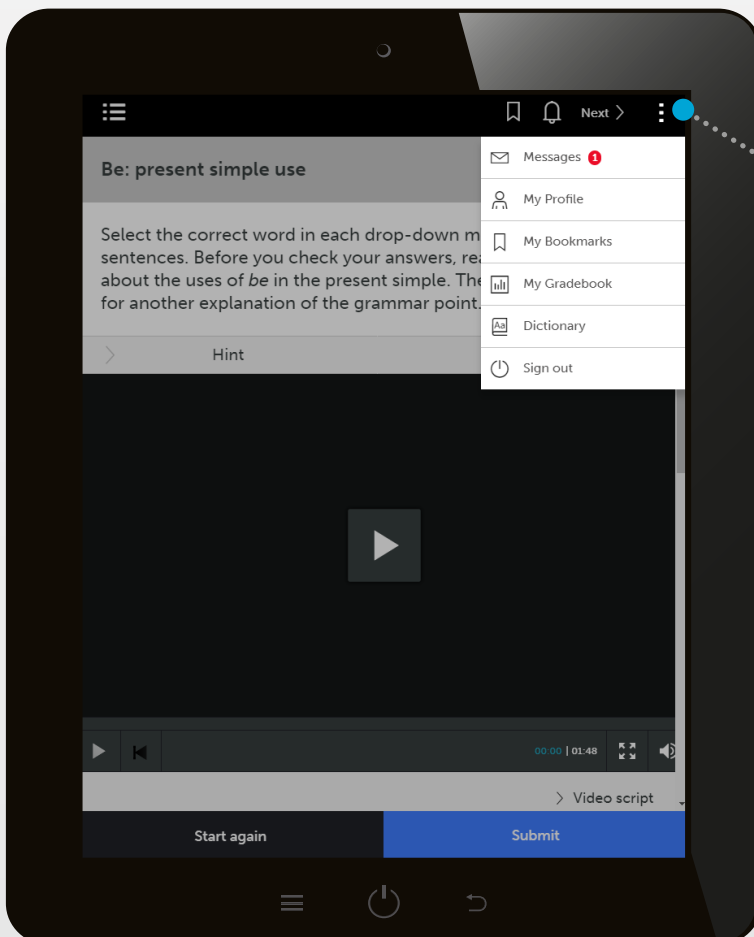 Next
Messages 1
Be: present simple use
My Profile
Select the correct word in each drop-down m
My Bookmarks
sentences. Before you check your answers, rea
about the uses of be in the present simple. The
My Gradebook
for another explanation of the grammar point.
Aa Dictionary
Hint
Sign out
00:00 | 01:48
Video script
Start again
Submit